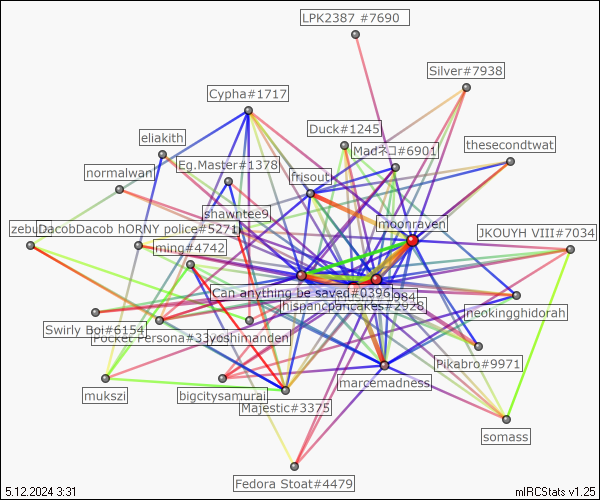 LPK2387 #7690
Silver#7938
Cypha#1717
Duck#1245
eliakith
Madネコ#6901
thesecondtwat
Eg.Master#1378
normalwan
frisout
shawntee9
moonraven
zebu
DacobDacob hORNY police#5271
JKOUYH VIII#7034
ming#4742
Can anything be saved#0396
984
hispancpancakes#2928
neokingghidorah
Swirly Boi#6154
Pocket Persona#33
yoshimanden
Pikabro#9971
marcemadness
mukszi
bigcitysamurai
Majestic#3375
somass
Fedora Stoat#4479
5.12.2024 3:31
mIRCStats v1.25